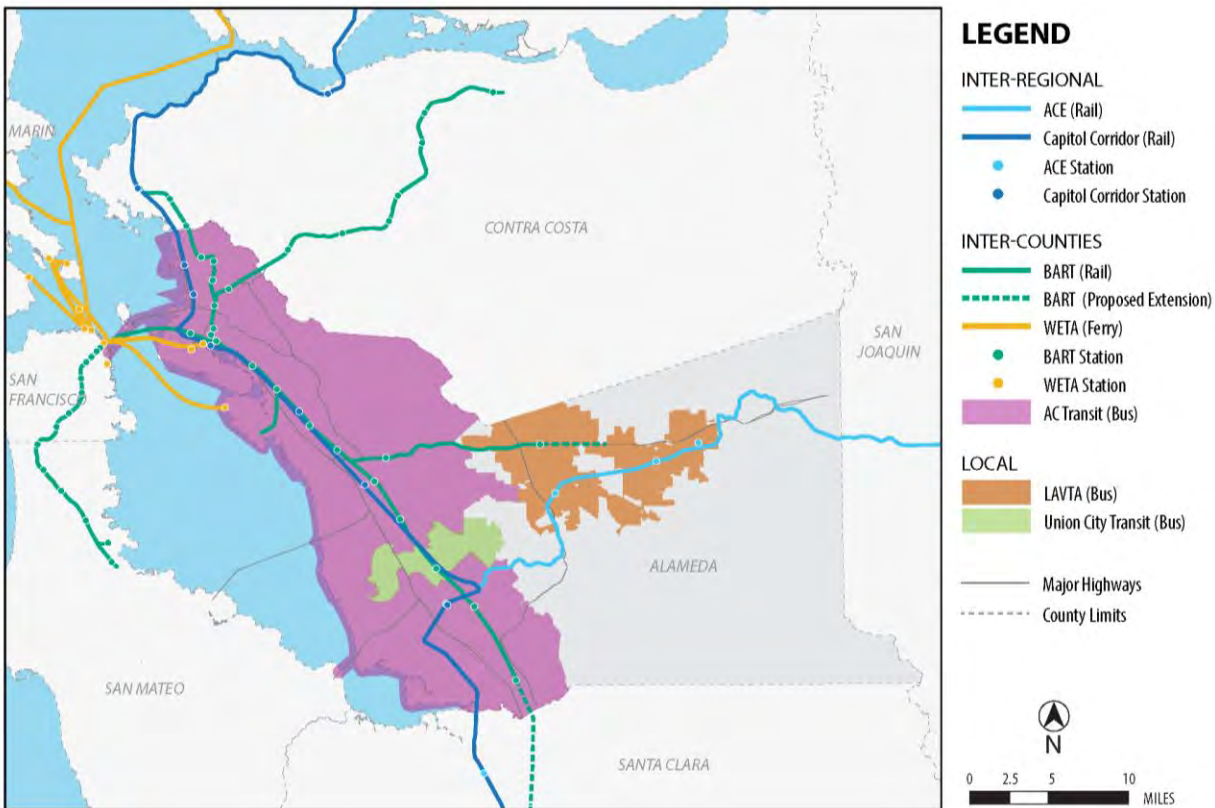 MARIN
CONTRA COSTA
SAN
JOAQUIN
SAN
FRANCISCO
ALAMEDA
SAN MATEO
SANTA CLARA
LEGEND
INTER-REGIONAL
ACE (Rail)
Capitol Corridor (Rail)
ACE Station
Capitol Corridor Station
INTER-COUNTIES
BART (Rail)
BART (Proposed Extension)
WETA (Ferry)
BART Station
WETA Station
AC Transit (Bus)
LOCAL
LAVTA (Bus)
Union City Transit (Bus)
Major Highways
County Limits
N
0 2.5 5 10
MILES